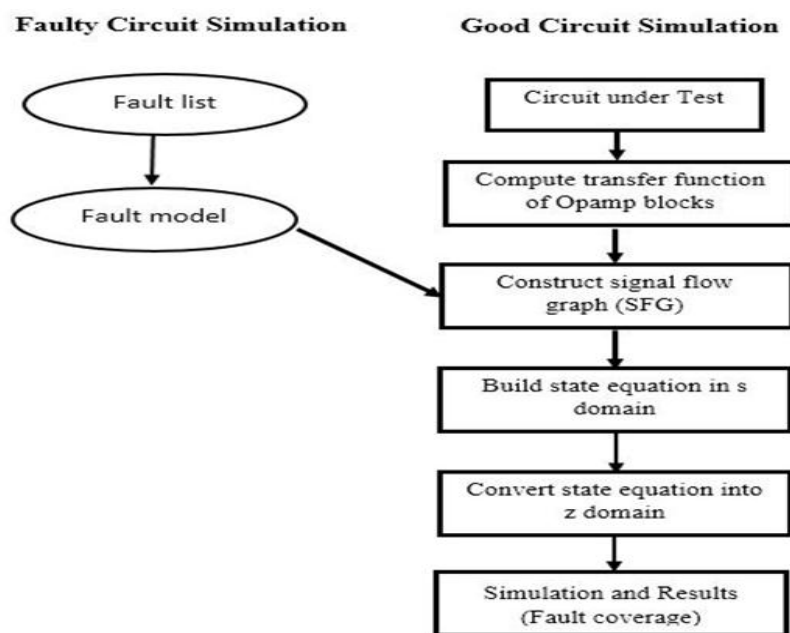 Faulty Circuit Simulation
Good Circuit Simulation
Fault list
Fault model
Circuit under Test
Compute transfer function
of Opamp blocks
Construct signal flow
graph (SFG)
Build state equation in s
domain
Convert state equation into
z domain
Simulation and Results
(Fault coverage)